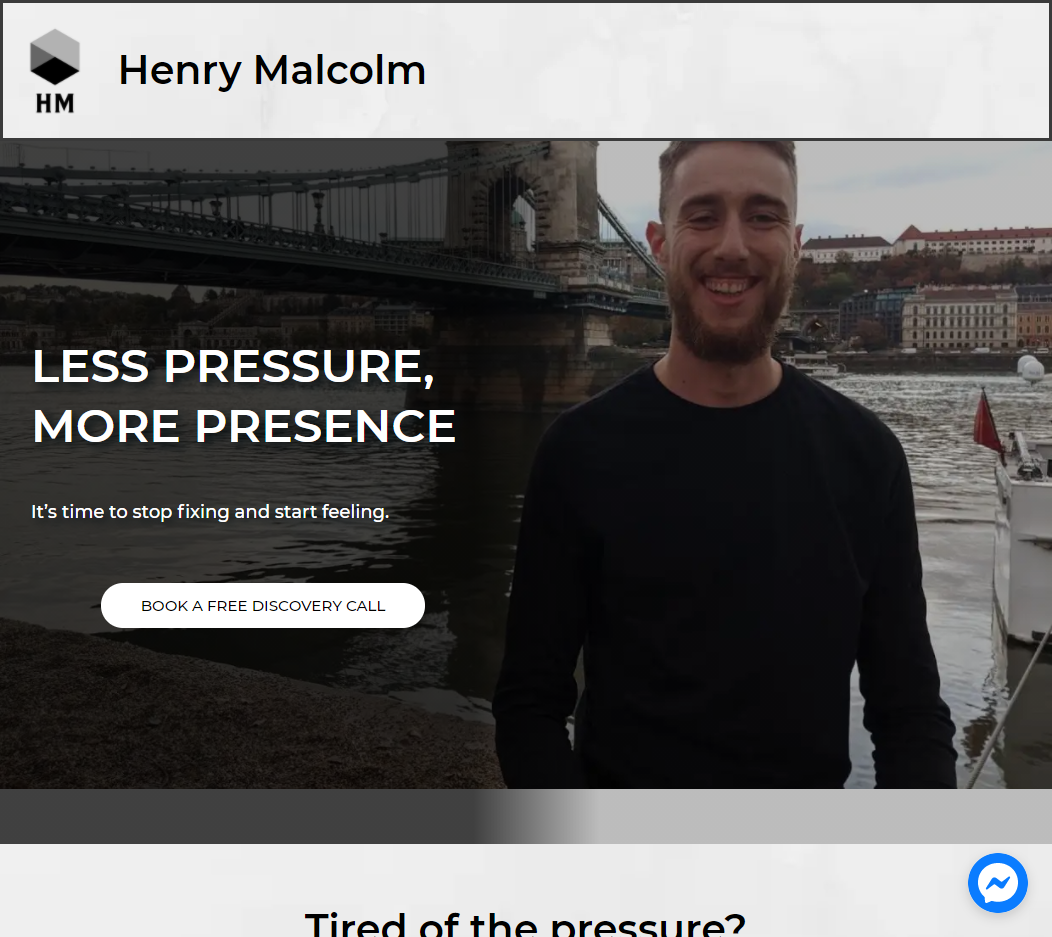 HM
Henry Malcolm
LESS PRESSURE,
MORE PRESENCE
It’s time to stop fixing and start feeling.
BOOK A FREE DISCOVERY CALL
Tired of the pressure?